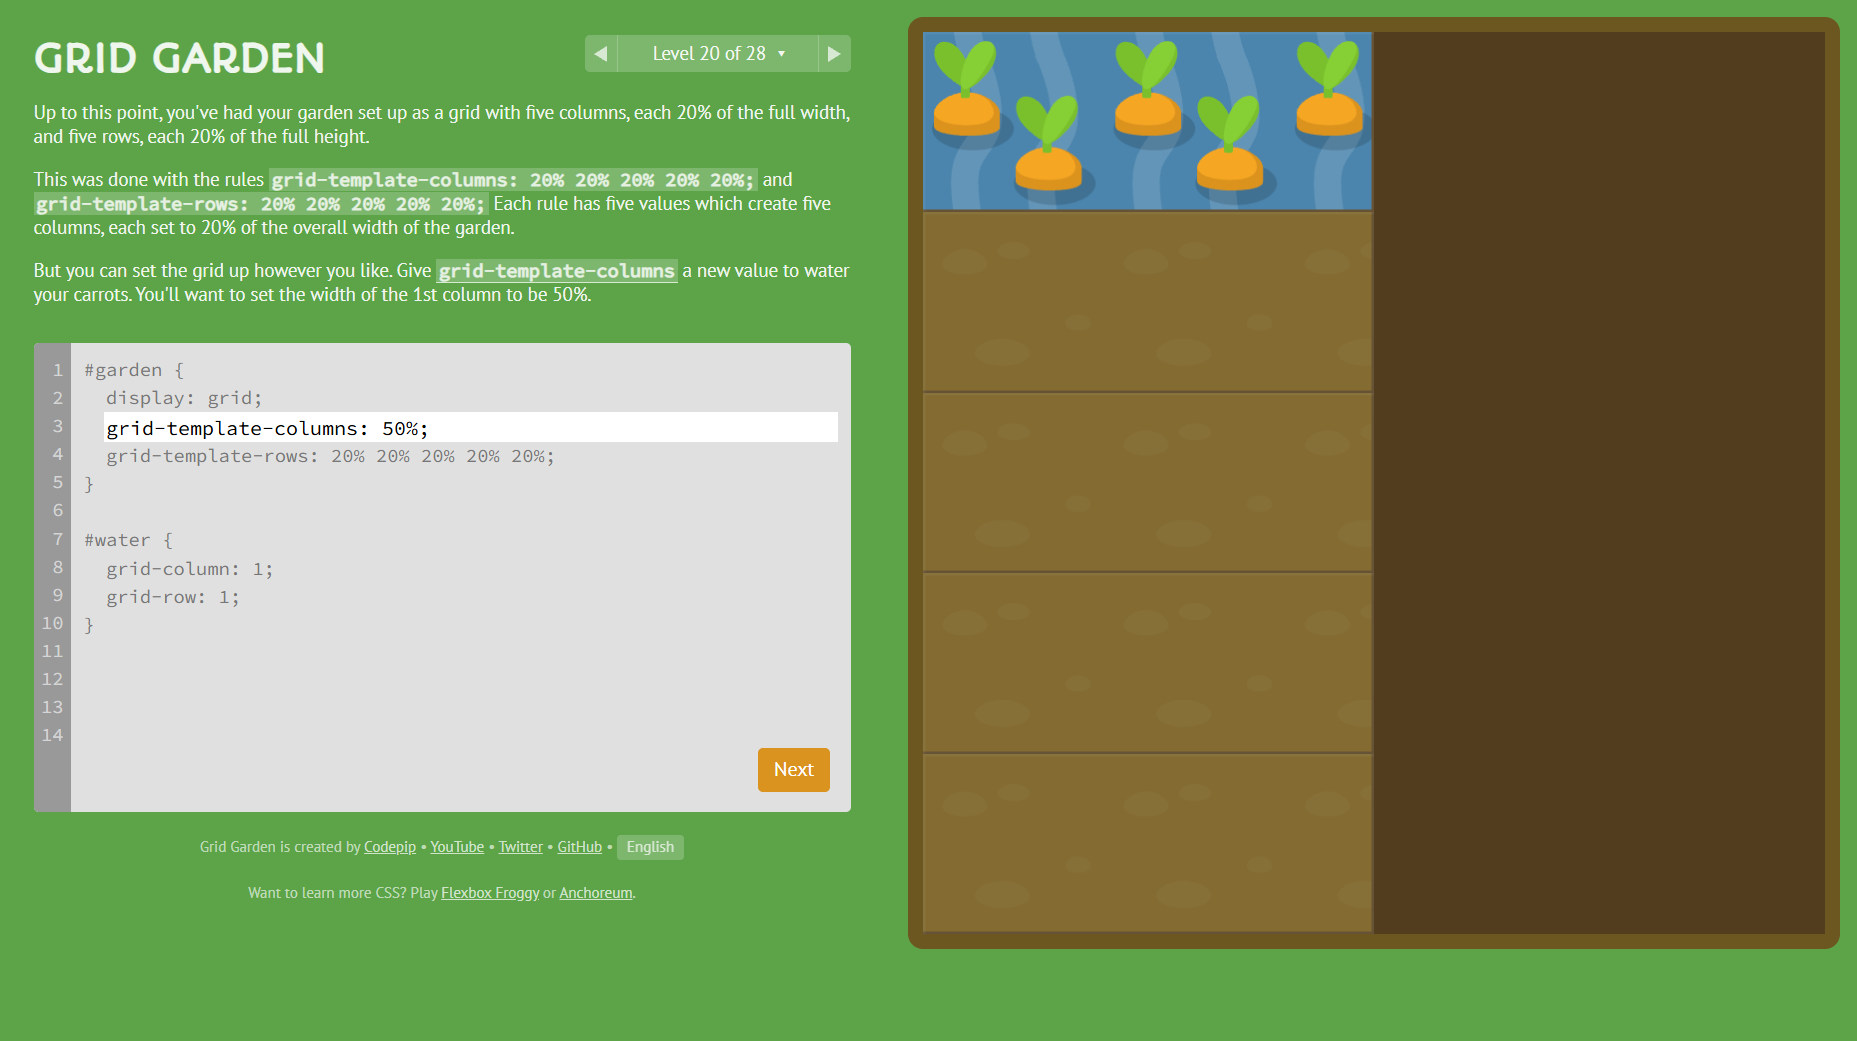 GRID GARDEN
◀ Level 20 of 28 ▼ ▶
Up to this point, you've had your garden set up as a grid with five columns, each 20% of the full width,
and five rows, each 20% of the full height.
This was done with the rules grid-template-columns: 20% 20% 20% 20% 20%; and
grid-template-rows: 20% 20% 20% 20% 20%; Each rule has five values which create five
columns, each set to 20% of the overall width of the garden.
But you can set the grid up however you like. Give grid-template-columns a new value to water
your carrots. You'll want to set the width of the 1st column to be 50%.
1 #garden {
2   display: grid;
3   grid-template-columns: 50%;
4   grid-template-rows: 20% 20% 20% 20% 20%;
5 }
6
7 #water {
8   grid-column: 1;
9   grid-row: 1;
10 }
11
12
13
14
Next
Grid Garden is created by Codepip • YouTube • Twitter • GitHub • English
Want to learn more CSS? Play Flexbox Froggy or Anchoreum.